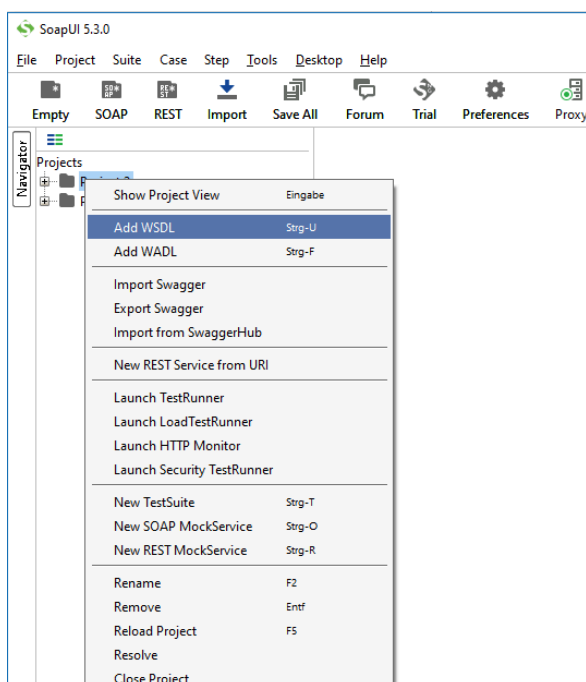 SoapUI 5.3.0
File Project Suite Case Step Tools Desktop Help
Empty SOAP REST Import Save All Forum Trial Preferences Proxy
Navigator
Projects
Show Project View Eingabe
Add WSDL Strg-U
Add WADL Strg-F
Import Swagger
Export Swagger
Import from SwaggerHub
New REST Service from URI
Launch TestRunner
Launch LoadTestRunner
Launch HTTP Monitor
Launch Security TestRunner
New TestSuite Strg-T
New SOAP MockService Strg-O
New REST MockService Strg-R
Rename F2
Remove Entf
Reload Project F5
Resolve
Close Project